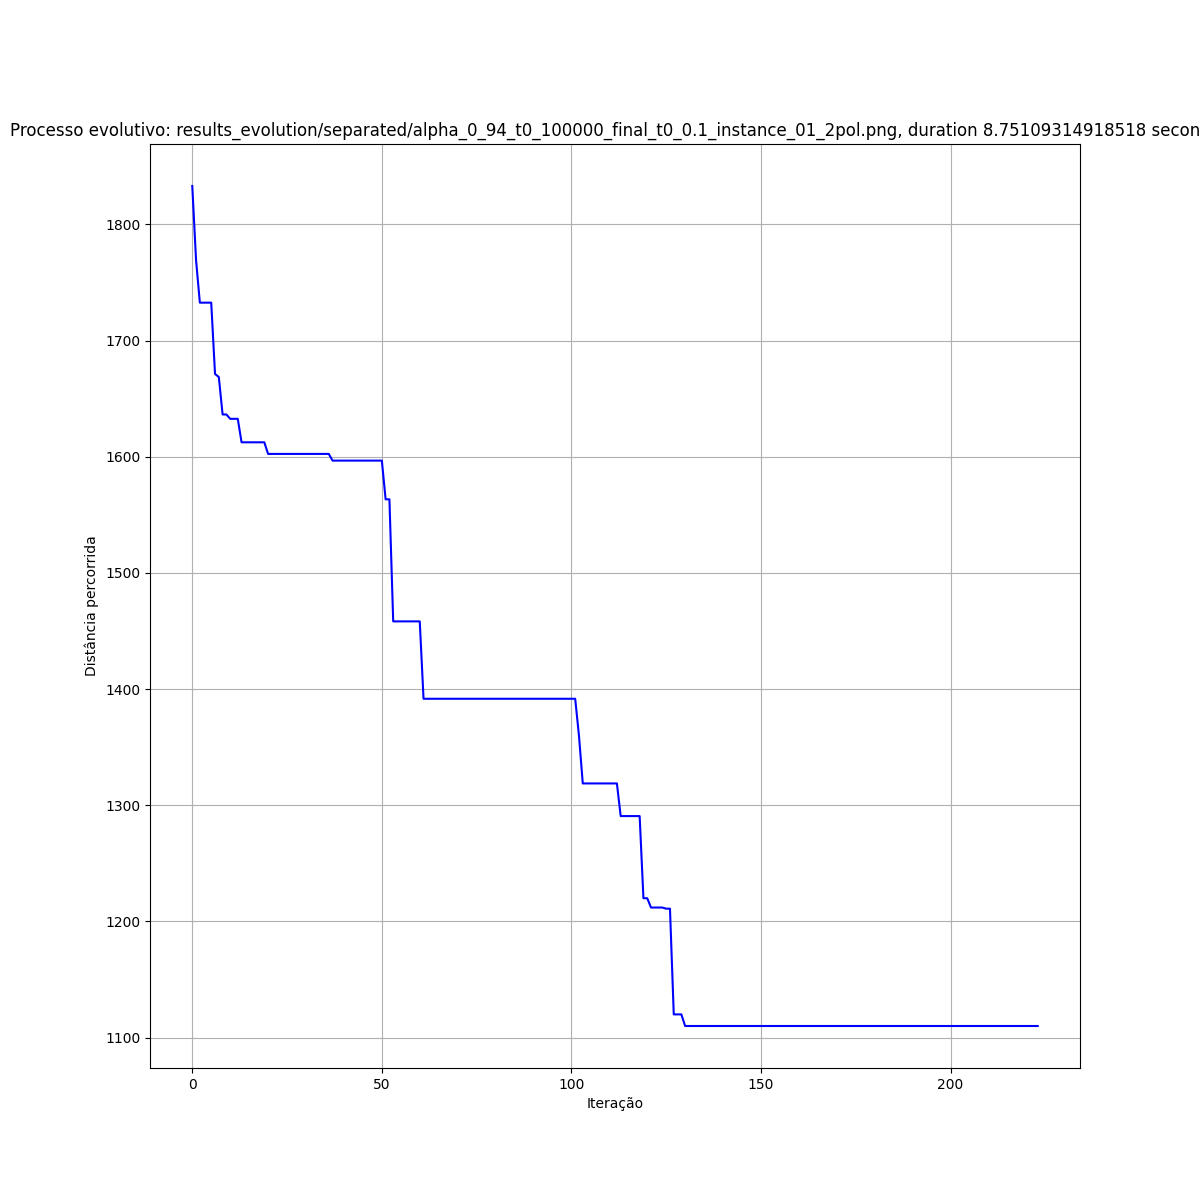 Processo evolutivo: results_evolution/separated/alpha_0_94_t0_100000_final_t0_0.1_instance_01_2pol.png, duration 8.75109314918518 secon
1800
1700
1600
1500
1400
1300
1200
1100
Distância percorrida
0 50 100 150 200
Iteração